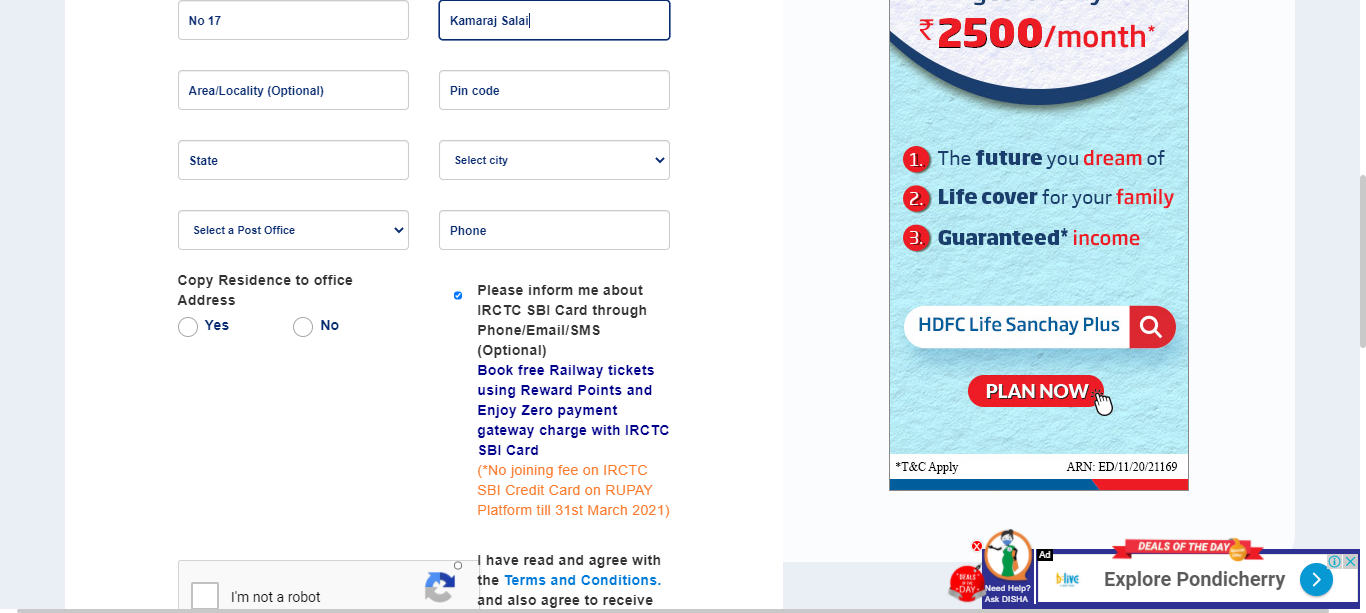 No 17
Kamaraj Salai
Area/Locality (Optional)
Pin code
State
Select city
Select a Post Office
Phone
Copy Residence to office
Address
Yes
No
Please inform me about
IRCTC SBI Card through
Phone/Email/SMS
(Optional)
Book free Railway tickets
using Reward Points and
Enjoy Zero payment
gateway charge with IRCTC
SBI Card
(*No joining fee on IRCTC
SBI Credit Card on RUPAY
Platform till 31st March 2021)
I have read and agree with
the Terms and Conditions.
and also agree to receive
I'm not a robot
₹2500/month*
1. The future you dream of
2. Life cover for your family
3. Guaranteed* income
HDFC Life Sanchay Plus
PLAN NOW
*T&C Apply
ARN: ED/11/20/21169
DEALS OF THE DAY
Need Help?
Ask DISHA
Ad
DEALS OF THE DAY
b·live
Explore Pondicherry